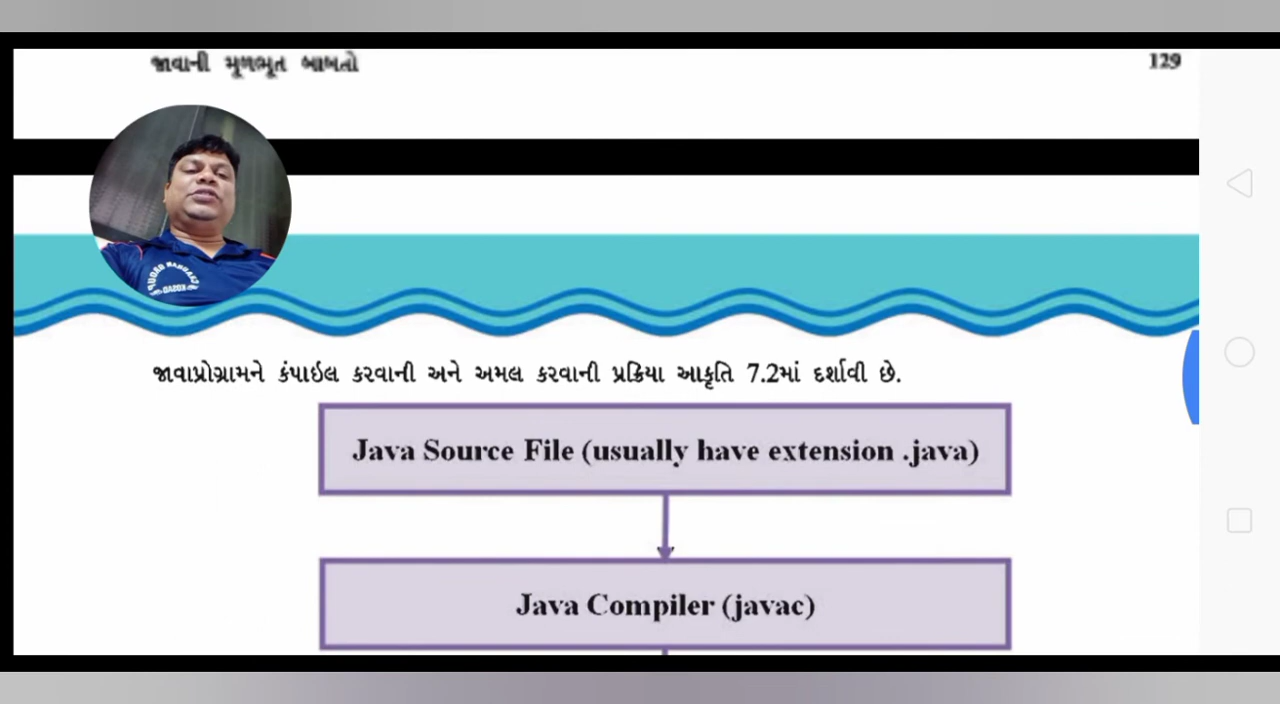 જાવાની મૂળભૂત બાબતો
129
જાવાપ્રોગ્રામને કંપાઇલ કરવાની અને અમલ કરવાની પ્રક્રિયા આકૃતિ 7.2માં દર્શાવી છે.
Java Source File (usually have extension .java)
Java Compiler (javac)